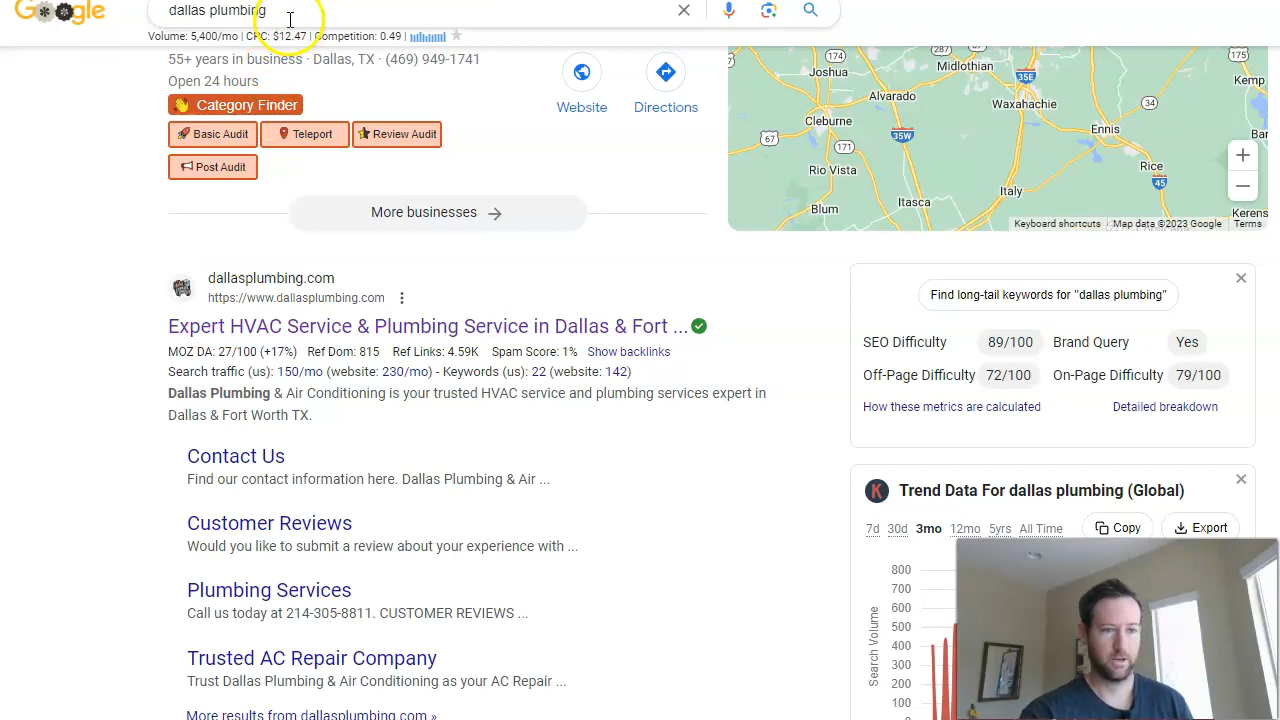 Google
dallas plumbing
Volume: 5,400/mo | CPC: $12.47 | Competition: 0.49 |
55+ years in business · Dallas, TX · (469) 949-1741
Open 24 hours
Category Finder
Basic Audit
Teleport
Review Audit
Post Audit
Website
Directions
More businesses
287
174
Joshua
Midlothian
35E
175
Kemp
Alvarado
Waxahachie
34
Cleburne
67
35W
Ennis
171
Rio Vista
Rice
45
Italy
Blum
Itasca
Kerens
Keyboard shortcuts
Map data ©2023 Google
Terms
dallasplumbing.com
https://www.dallasplumbing.com
Expert HVAC Service & Plumbing Service in Dallas & Fort ...
MOZ DA: 27/100 (+17%) Ref Dom: 815 Ref Links: 4.59K Spam Score: 1% Show backlinks
Search traffic (us): 150/mo (website: 230/mo) - Keywords (us): 22 (website: 142)
Dallas Plumbing & Air Conditioning is your trusted HVAC service and plumbing services expert in
Dallas & Fort Worth TX.
Contact Us
Find our contact information here. Dallas Plumbing & Air ...
Customer Reviews
Would you like to submit a review about your experience with ...
Plumbing Services
Call us today at 214-305-8811. CUSTOMER REVIEWS ...
Trusted AC Repair Company
Trust Dallas Plumbing & Air Conditioning as your AC Repair ...
More results from dallasplumbing.com »
Find long-tail keywords for "dallas plumbing"
SEO Difficulty 89/100 Brand Query Yes
Off-Page Difficulty 72/100 On-Page Difficulty 79/100
How these metrics are calculated
Detailed breakdown
K
Trend Data For dallas plumbing (Global)
7d 30d 3mo 12mo 5yrs All Time
Copy
Export
Search Volume
800
700
600
500
400
300
200
100